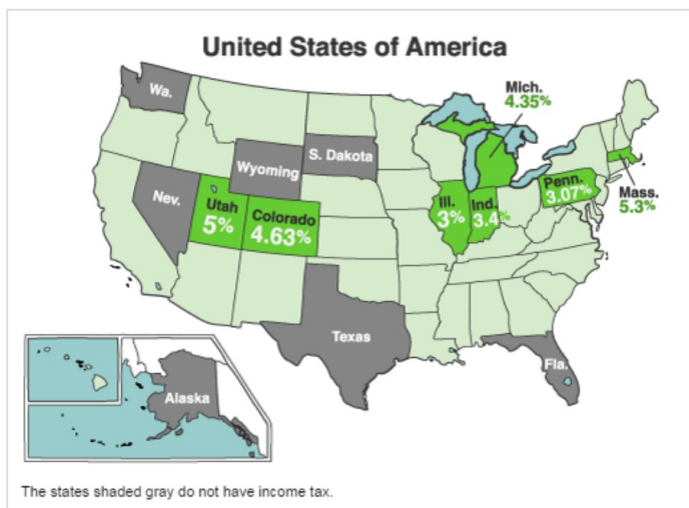 United States of America
Wa.
Mich.
4.35%
Wyoming
S. Dakota
Nev.
Utah
5%
Colorado
4.63%
Ill.
3%
Ind.
3.4%
Penn.
3.07%
Mass.
5.3%
Texas
Fla.
Alaska
The states shaded gray do not have income tax.